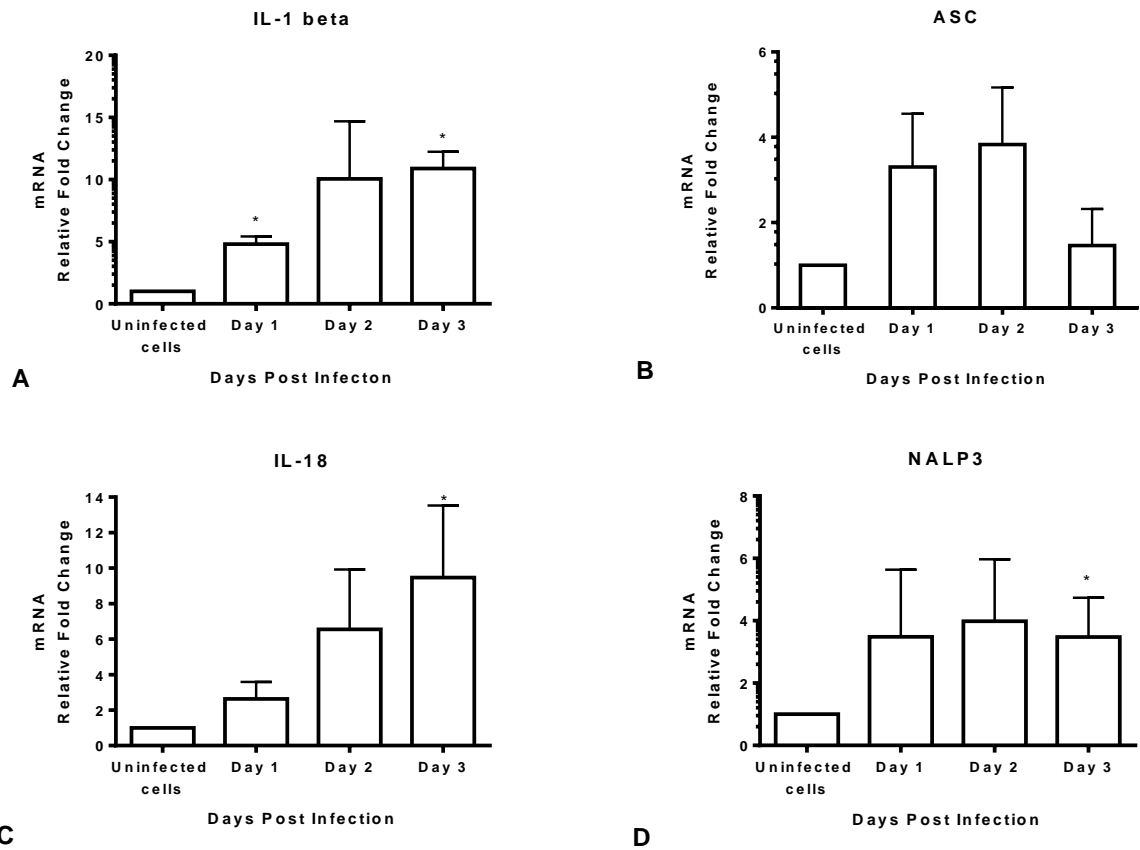 IL-1 beta
mRNA
Relative Fold Change
20
15
10
5
0
*
*
Uninfected cells
Day 1
Day 2
Day 3
Days Post Infecton
A
ASC
mRNA
Relative Fold Change
6
4
2
0
Uninfected
cells
Day 1
Day 2
Day 3
Days Post Infection
B
IL-18
mRNA
Relative Fold Change
14
12
10
8
6
4
2
0
*
Uninfected
cells
Day 1
Day 2
Day 3
Days Post Infection
C
NALP3
mRNA
Relative Fold Change
8
6
4
2
0
*
Uninfected
cells
Day 1
Day 2
Day 3
Days Post Infection
D